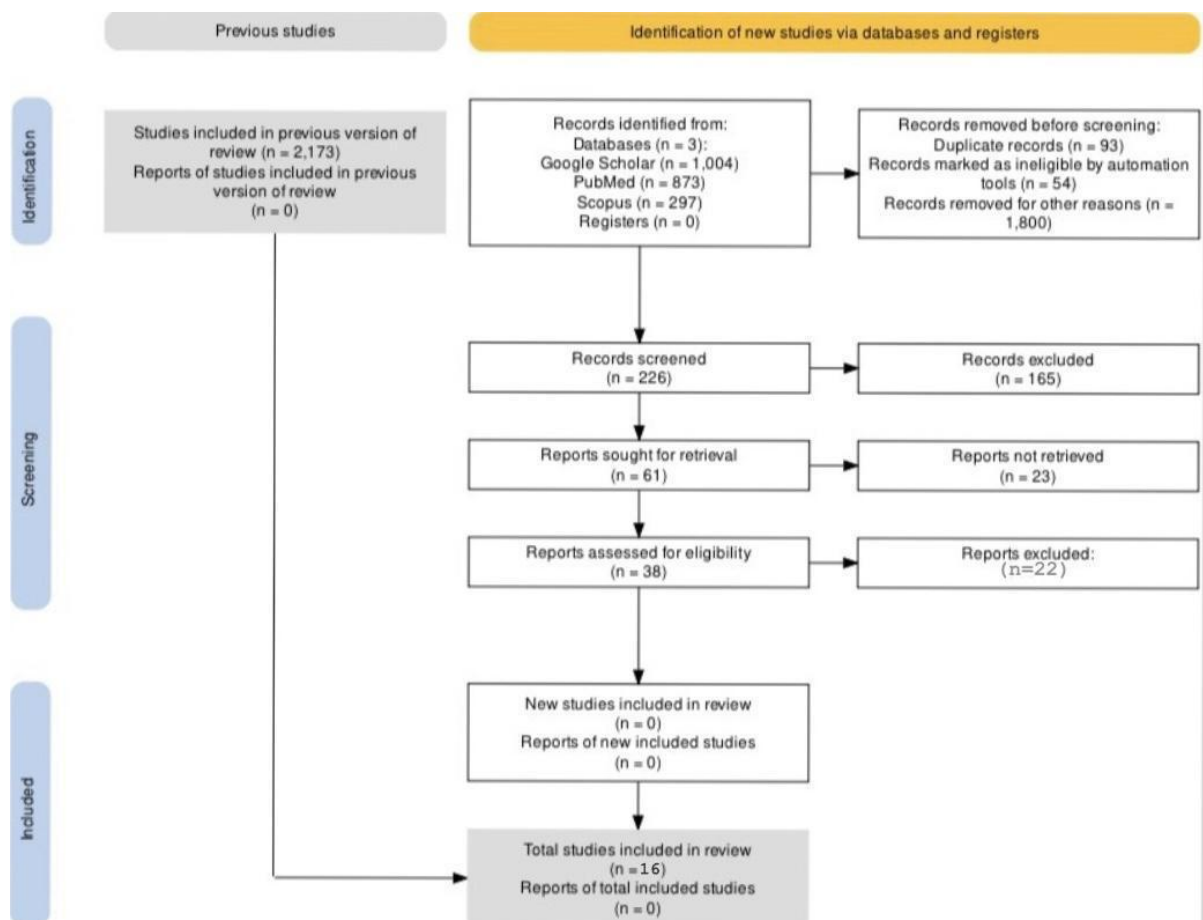 Previous studies
Identification of new studies via databases and registers
Identification
Studies included in previous version of
review (n = 2,173)
Reports of studies included in previous
version of review
(n = 0)
Records identified from:
Databases (n = 3):
Google Scholar (n = 1,004)
PubMed (n = 873)
Scopus (n = 297)
Registers (n = 0)
Records removed before screening:
Duplicate records (n = 93)
Records marked as ineligible by automation
tools (n = 54)
Records removed for other reasons (n =
1,800)
Screening
Records screened
(n = 226)
Records excluded
(n = 165)
Reports sought for retrieval
(n = 61)
Reports not retrieved
(n = 23)
Reports assessed for eligibility
(n = 38)
Reports excluded:
(n=22)
Included
New studies included in review
(n = 0)
Reports of new included studies
(n = 0)
Total studies included in review
(n = 16)
Reports of total included studies
(n = 0)